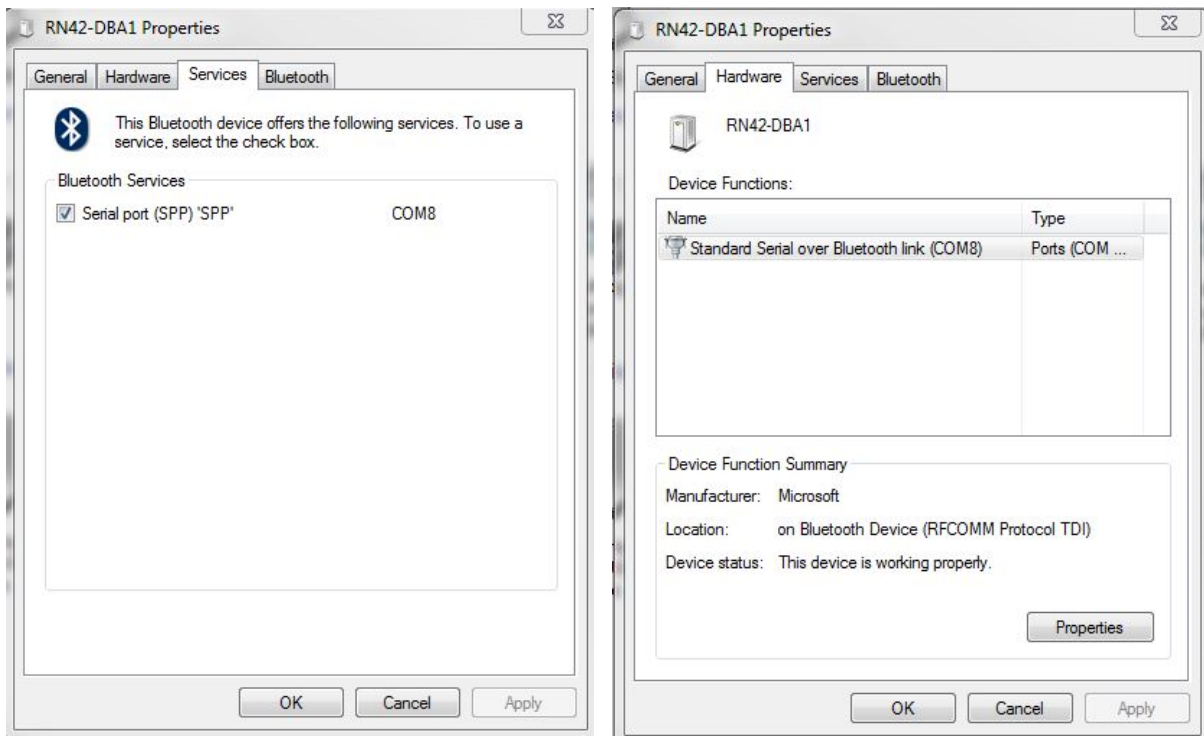 RN42-DBA1 Properties
General Hardware Services Bluetooth
This Bluetooth device offers the following services. To use a
service, select the check box.
Bluetooth Services
Serial port (SPP) 'SPP' COM8
OK Cancel Apply
RN42-DBA1 Properties
General Hardware Services Bluetooth
RN42-DBA1
Device Functions:
Name Type
Standard Serial over Bluetooth link (COM8) Ports (COM ...
Device Function Summary
Manufacturer: Microsoft
Location: on Bluetooth Device (RFCOMM Protocol TDI)
Device status: This device is working properly.
Properties
OK Cancel Apply